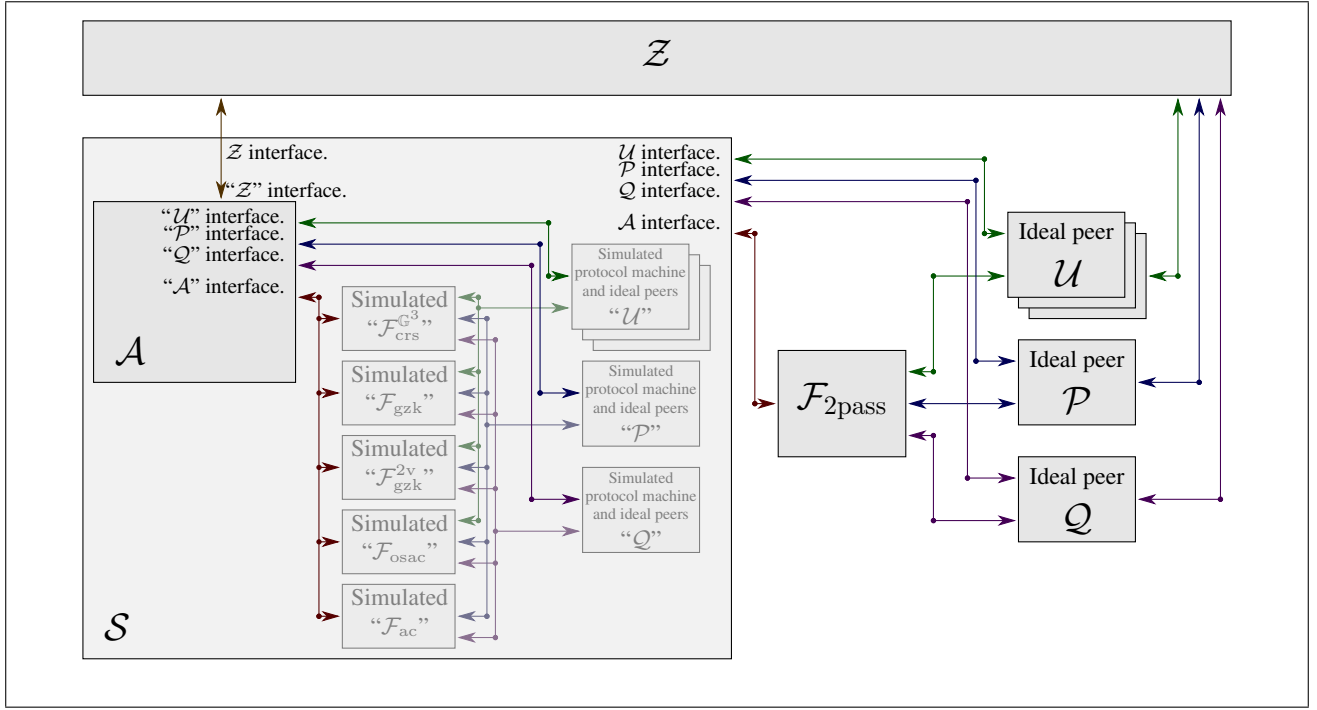 𝒵
𝒵 interface.
“𝒵” interface.
𝒰 interface.
𝒫 interface.
𝒬 interface.
𝒜 interface.
“𝒰” interface.
“𝒫” interface.
“𝒬” interface.
“𝒜” interface.
𝒜
Simulated
“ℱ_crs^𝔾³”
Simulated
“ℱ_gzk”
Simulated
“ℱ_gzk^2v”
Simulated
“ℱ_osac”
Simulated
“ℱ_ac”
Simulated
protocol machine
and ideal peers
“𝒰”
Simulated
protocol machine
and ideal peers
“𝒫”
Simulated
protocol machine
and ideal peers
“𝒬”
𝒮
ℱ_2pass
Ideal peer
𝒰
Ideal peer
𝒫
Ideal peer
𝒬